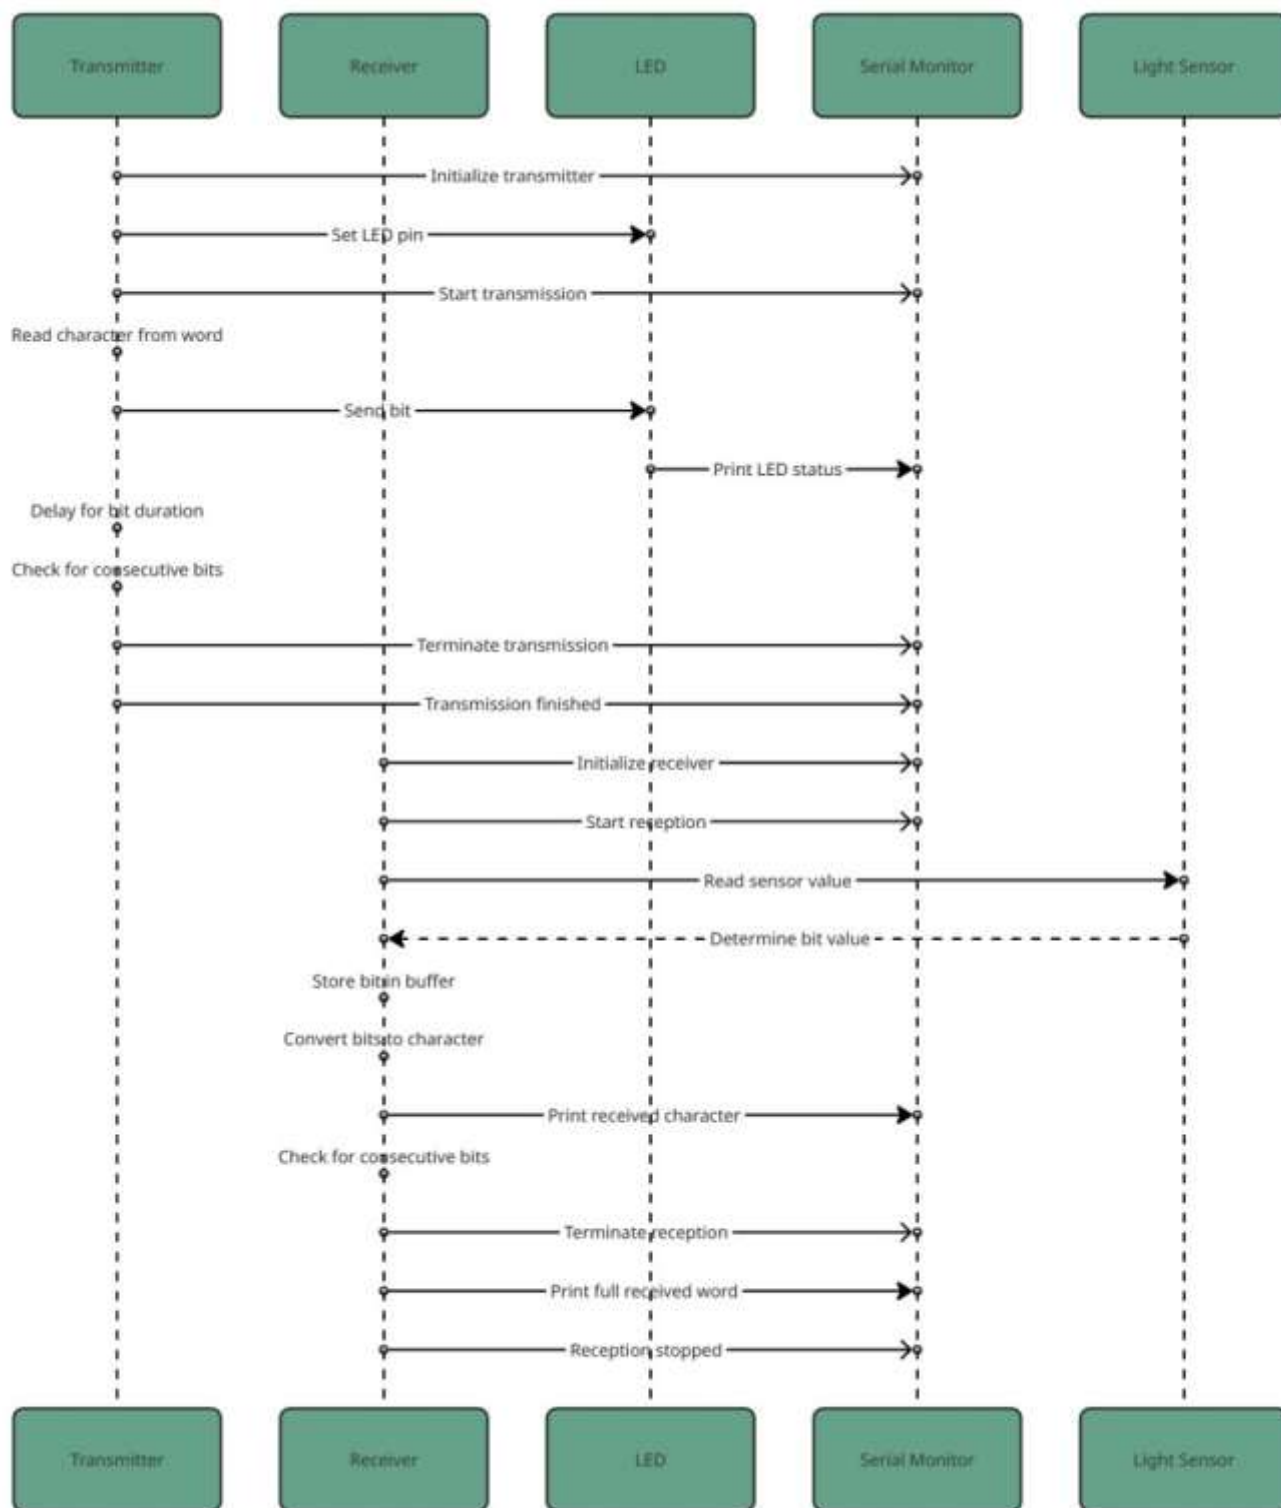 Transmitter
Receiver
LED
Serial Monitor
Light Sensor
Initialize transmitter
Set LED pin
Start transmission
Read character from word
Send bit
Print LED status
Delay for bit duration
Check for consecutive bits
Terminate transmission
Transmission finished
Initialize receiver
Start reception
Read sensor value
Determine bit value
Store bit in buffer
Convert bits to character
Print received character
Check for consecutive bits
Terminate reception
Print full received word
Reception stopped
Transmitter
Receiver
LED
Serial Monitor
Light Sensor